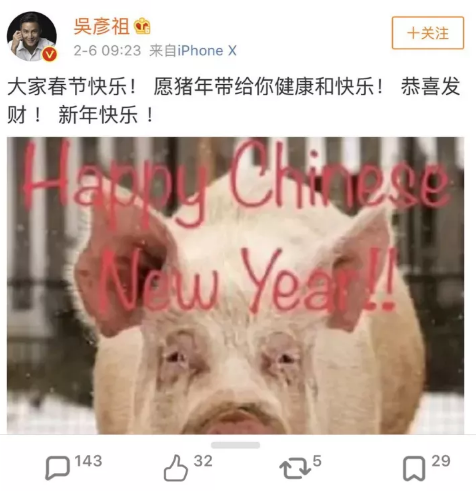 吳彦祖
2-6 09:23 来自iPhone X
+关注
大家春节快乐！ 愿猪年带给你健康和快乐！ 恭喜发
财！ 新年快乐！
Happy Chinese
New Year!!
143
32
5
29